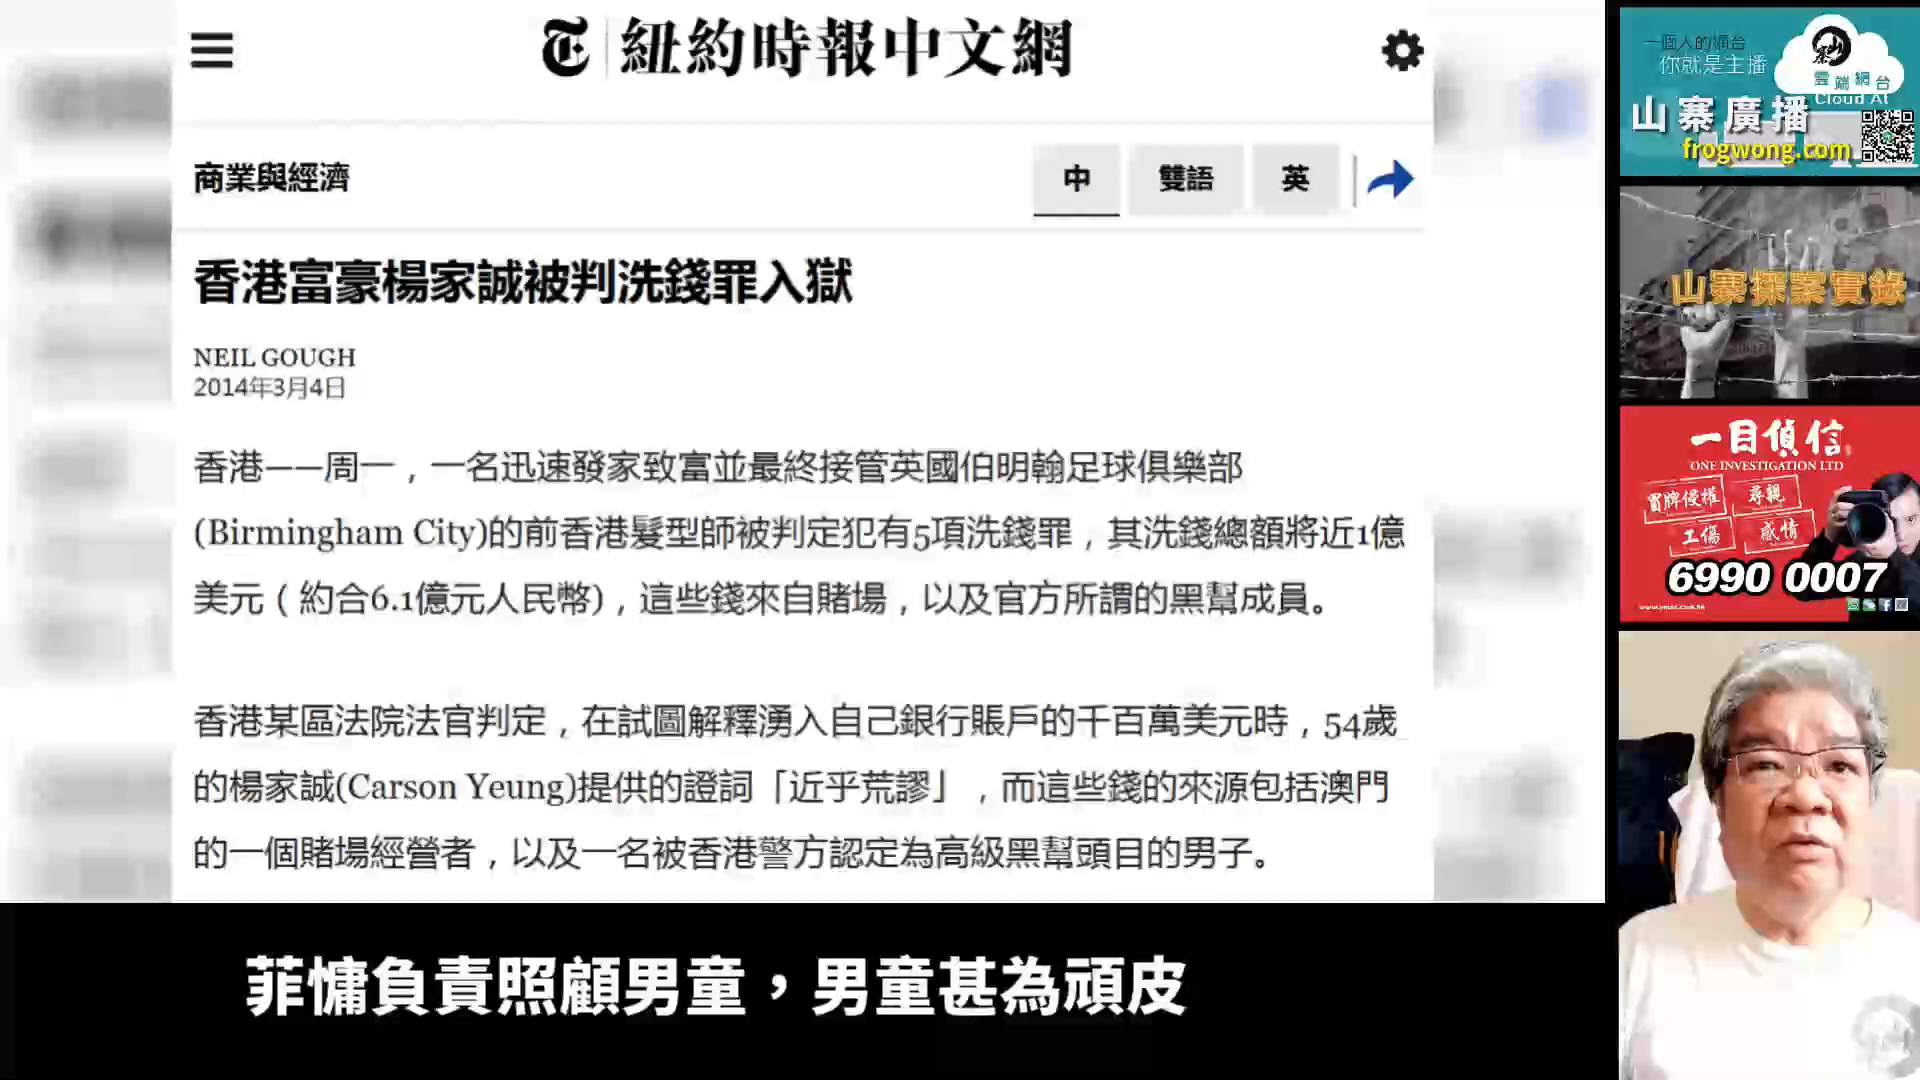 紐約時報中文網
商業與經濟
中
雙語
英
香港富豪楊家誠被判洗錢罪入獄
NEIL GOUGH
2014年3月4日
香港——周一，一名迅速發家致富並最終接管英國伯明翰足球俱樂部
(Birmingham City)的前香港髮型師被判定犯有5項洗錢罪，其洗錢總額將近1億
美元（約合6.1億元人民幣)，這些錢來自賭場，以及官方所謂的黑幫成員。
香港某區法院法官判定，在試圖解釋湧入自己銀行賬戶的千百萬美元時，54歲
的楊家誠(Carson Yeung)提供的證詞「近乎荒謬」，而這些錢的來源包括澳門
的一個賭場經營者，以及一名被香港警方認定為高級黑幫頭目的男子。
菲慵負責照顧男童，男童甚為頑皮
一個人的網台
你就是主播
山寨
雲端網台
Cloud AI
山寨廣播
frogwong.com
山寨探案實錄
一目偵信
ONE INVESTIGATION LTD
冒牌侵權
尋親
工傷
感情
6990 0007